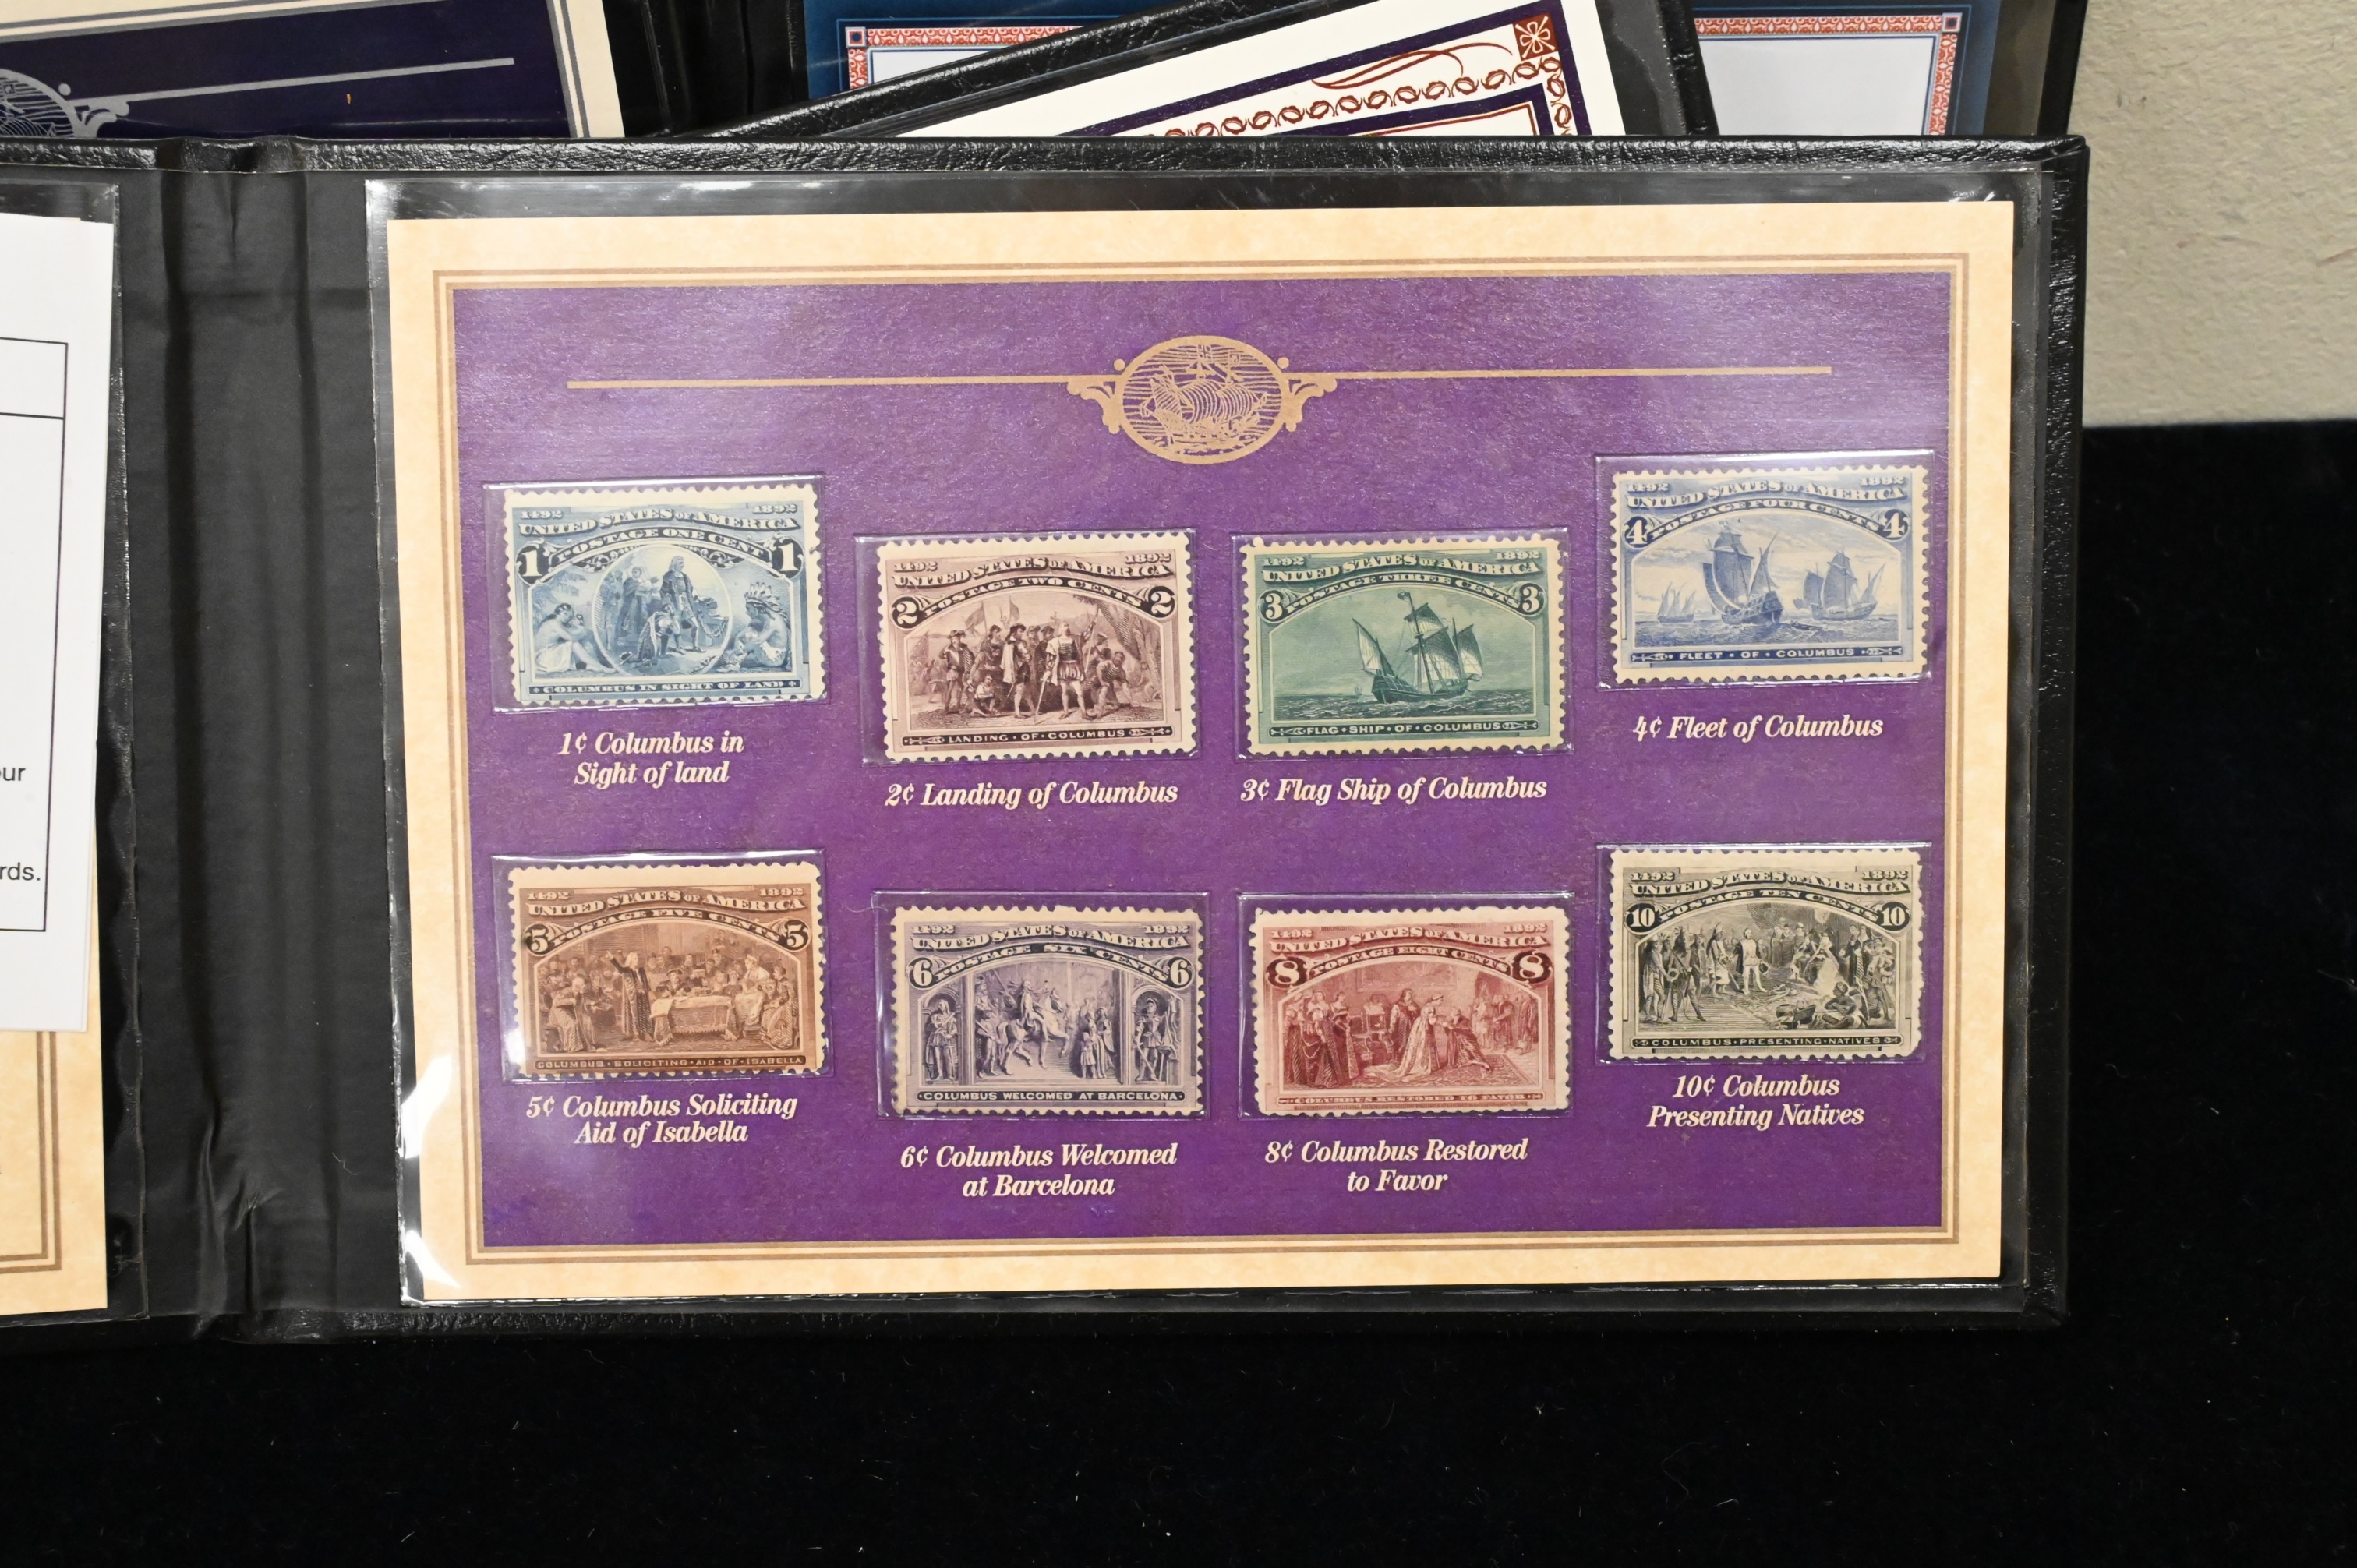 our
rds.
1492 1892
UNITED STATES OF AMERICA
1 POSTAGE ONE CENT 1
COLUMBUS IN SIGHT OF LAND
1¢ Columbus in
Sight of land
1492 1892
UNITED STATES OF AMERICA
2 POSTAGE TWO CENTS 2
LANDING · OF · COLUMBUS
2¢ Landing of Columbus
1492 1892
UNITED STATES OF AMERICA
3 POSTAGE THREE CENTS 3
FLAG · SHIP · OF · COLUMBUS
3¢ Flag Ship of Columbus
1492 1892
UNITED STATES OF AMERICA
4 POSTAGE FOUR CENTS 4
FLEET · OF · COLUMBUS
4¢ Fleet of Columbus
1492 1892
UNITED STATES OF AMERICA
5 POSTAGE FIVE CENTS 5
COLUMBUS · SOLICITING · AID · OF · ISABELLA
5¢ Columbus Soliciting
Aid of Isabella
1492 1892
UNITED STATES OF AMERICA
6 POSTAGE SIX CENTS 6
· COLUMBUS WELCOMED AT BARCELONA ·
6¢ Columbus Welcomed
at Barcelona
1492 1892
UNITED STATES OF AMERICA
8 POSTAGE EIGHT CENTS 8
COLUMBUS RESTORED TO FAVOR
8¢ Columbus Restored
to Favor
1492 1892
UNITED STATES OF AMERICA
10 POSTAGE TEN CENTS 10
COLUMBUS · PRESENTING · NATIVES
10¢ Columbus
Presenting Natives